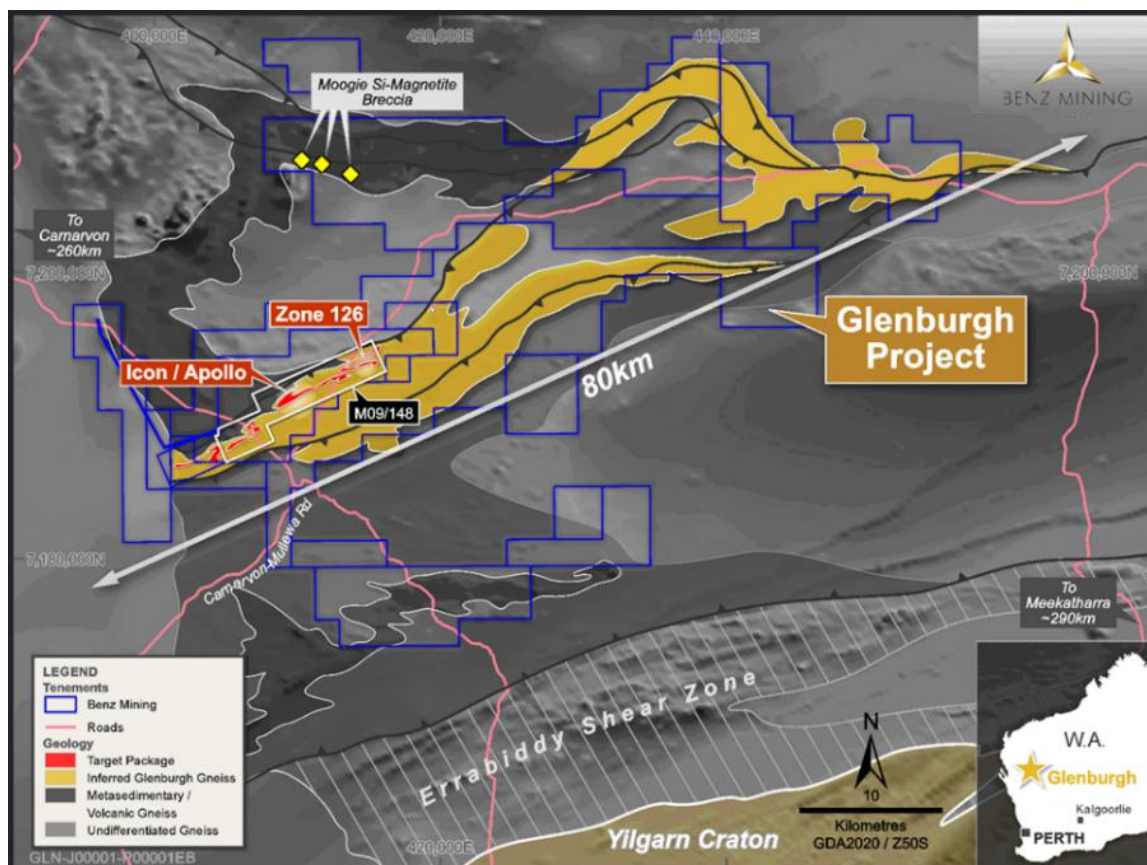 400,000E
420,000E
440,000E
Moogie Si-Magnetite
Breccia
BENZ MINING
To
Carnarvon
~260km
7,200,000N
7,200,000N
Zone 126
Icon / Apollo
M09/148
Glenburgh
Project
80km
7,180,000N
Carnarvon-Mullewa Rd
To
Meekatharra
~290km
Errabiddy Shear Zone
LEGEND
Tenements
Benz Mining
Roads
Geology
Target Package
Inferred Glenburgh Gneiss
Metasedimentary /
Volcanic Gneiss
Undifferentiated Gneiss
GLN-J00001-P00001EB
420,000E
Yilgarn Craton
N
10
Kilometres
GDA2020 / Z50S
W.A.
Glenburgh
Kalgoorlie
PERTH